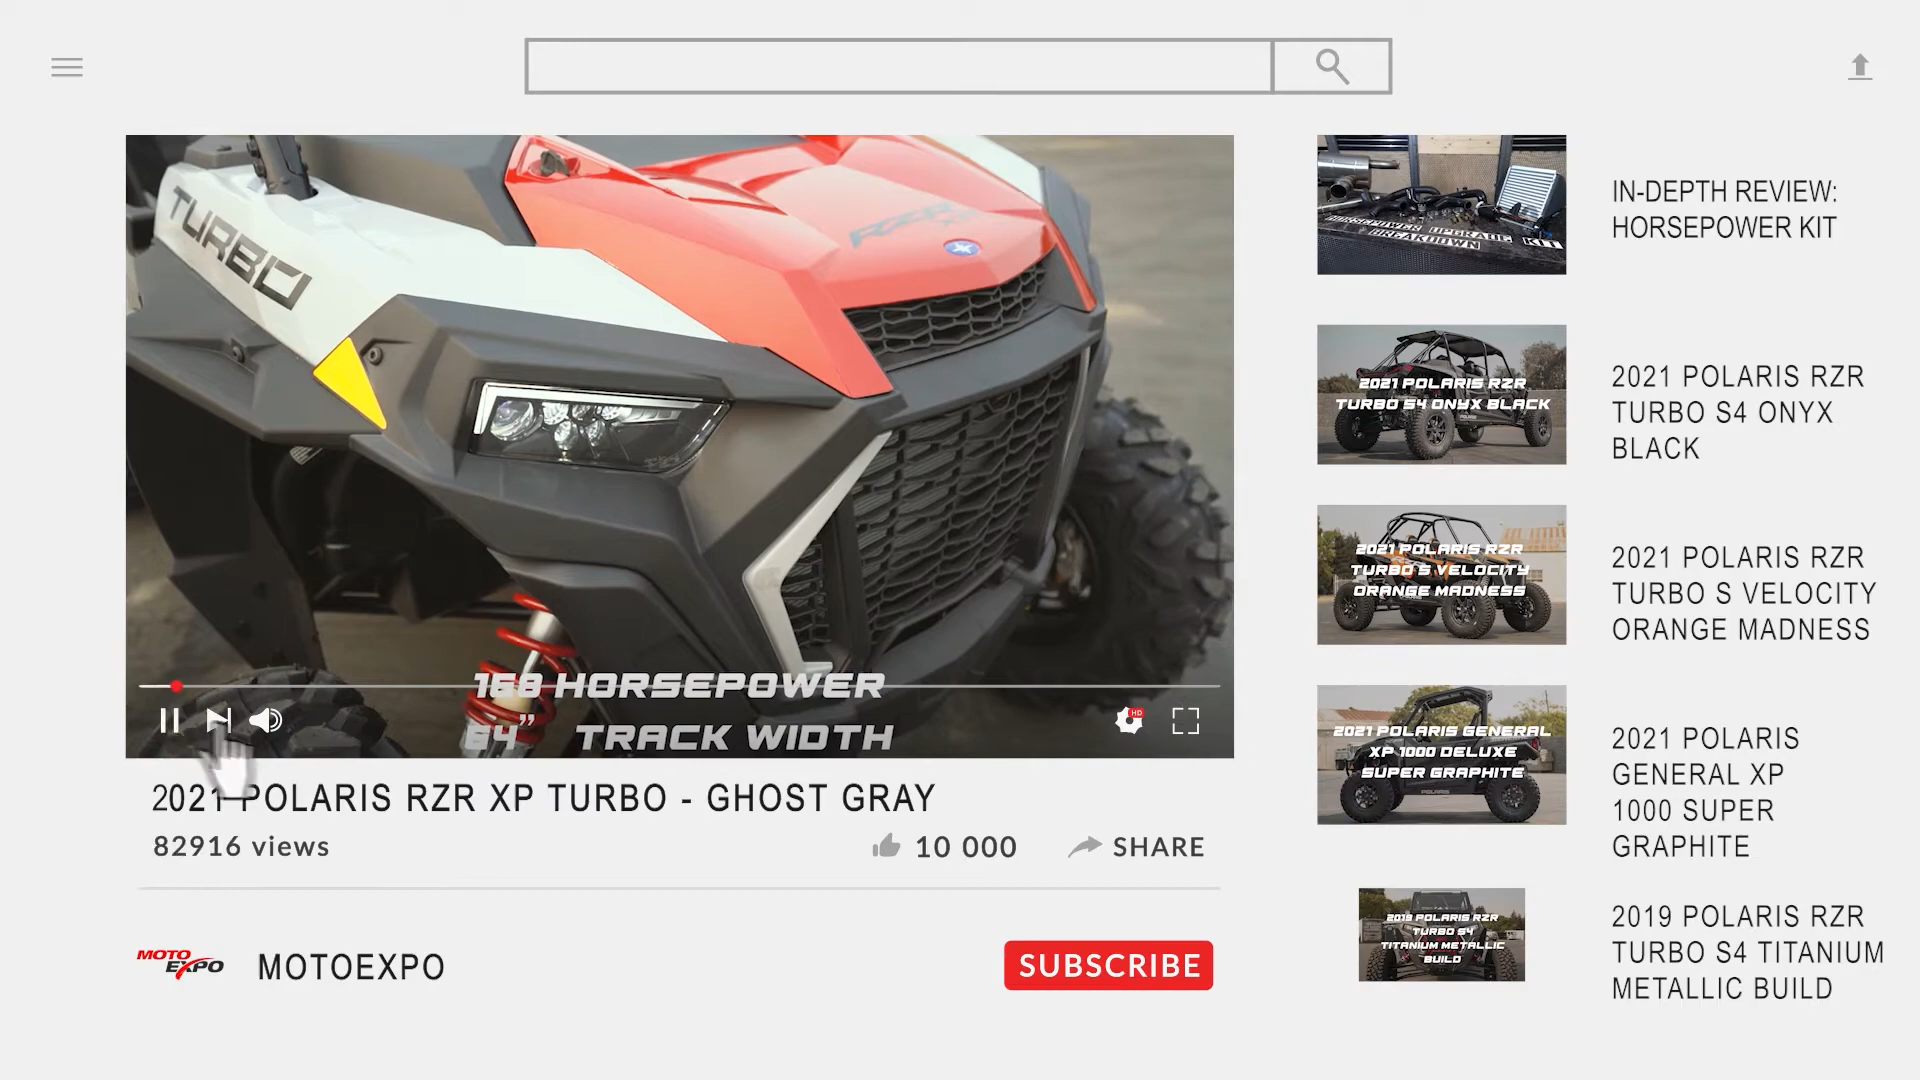 TURBO
RZR
168 HORSEPOWER
64” TRACK WIDTH
HD
2021 POLARIS RZR XP TURBO - GHOST GRAY
82916 views
10 000
SHARE
MOTO
EXPO
MOTOEXPO
SUBSCRIBE
HORSEPOWER UPGRADE KIT
BREAKDOWN
IN-DEPTH REVIEW:
HORSEPOWER KIT
2021 POLARIS RZR
TURBO S4 ONYX BLACK
2021 POLARIS RZR
TURBO S4 ONYX
BLACK
2021 POLARIS RZR
TURBO S VELOCITY
ORANGE MADNESS
2021 POLARIS RZR
TURBO S VELOCITY
ORANGE MADNESS
2021 POLARIS GENERAL
XP 1000 DELUXE
SUPER GRAPHITE
POLARIS
2021 POLARIS
GENERAL XP
1000 SUPER
GRAPHITE
2019 POLARIS RZR
TURBO S4
TITANIUM METALLIC
BUILD
2019 POLARIS RZR
TURBO S4 TITANIUM
METALLIC BUILD